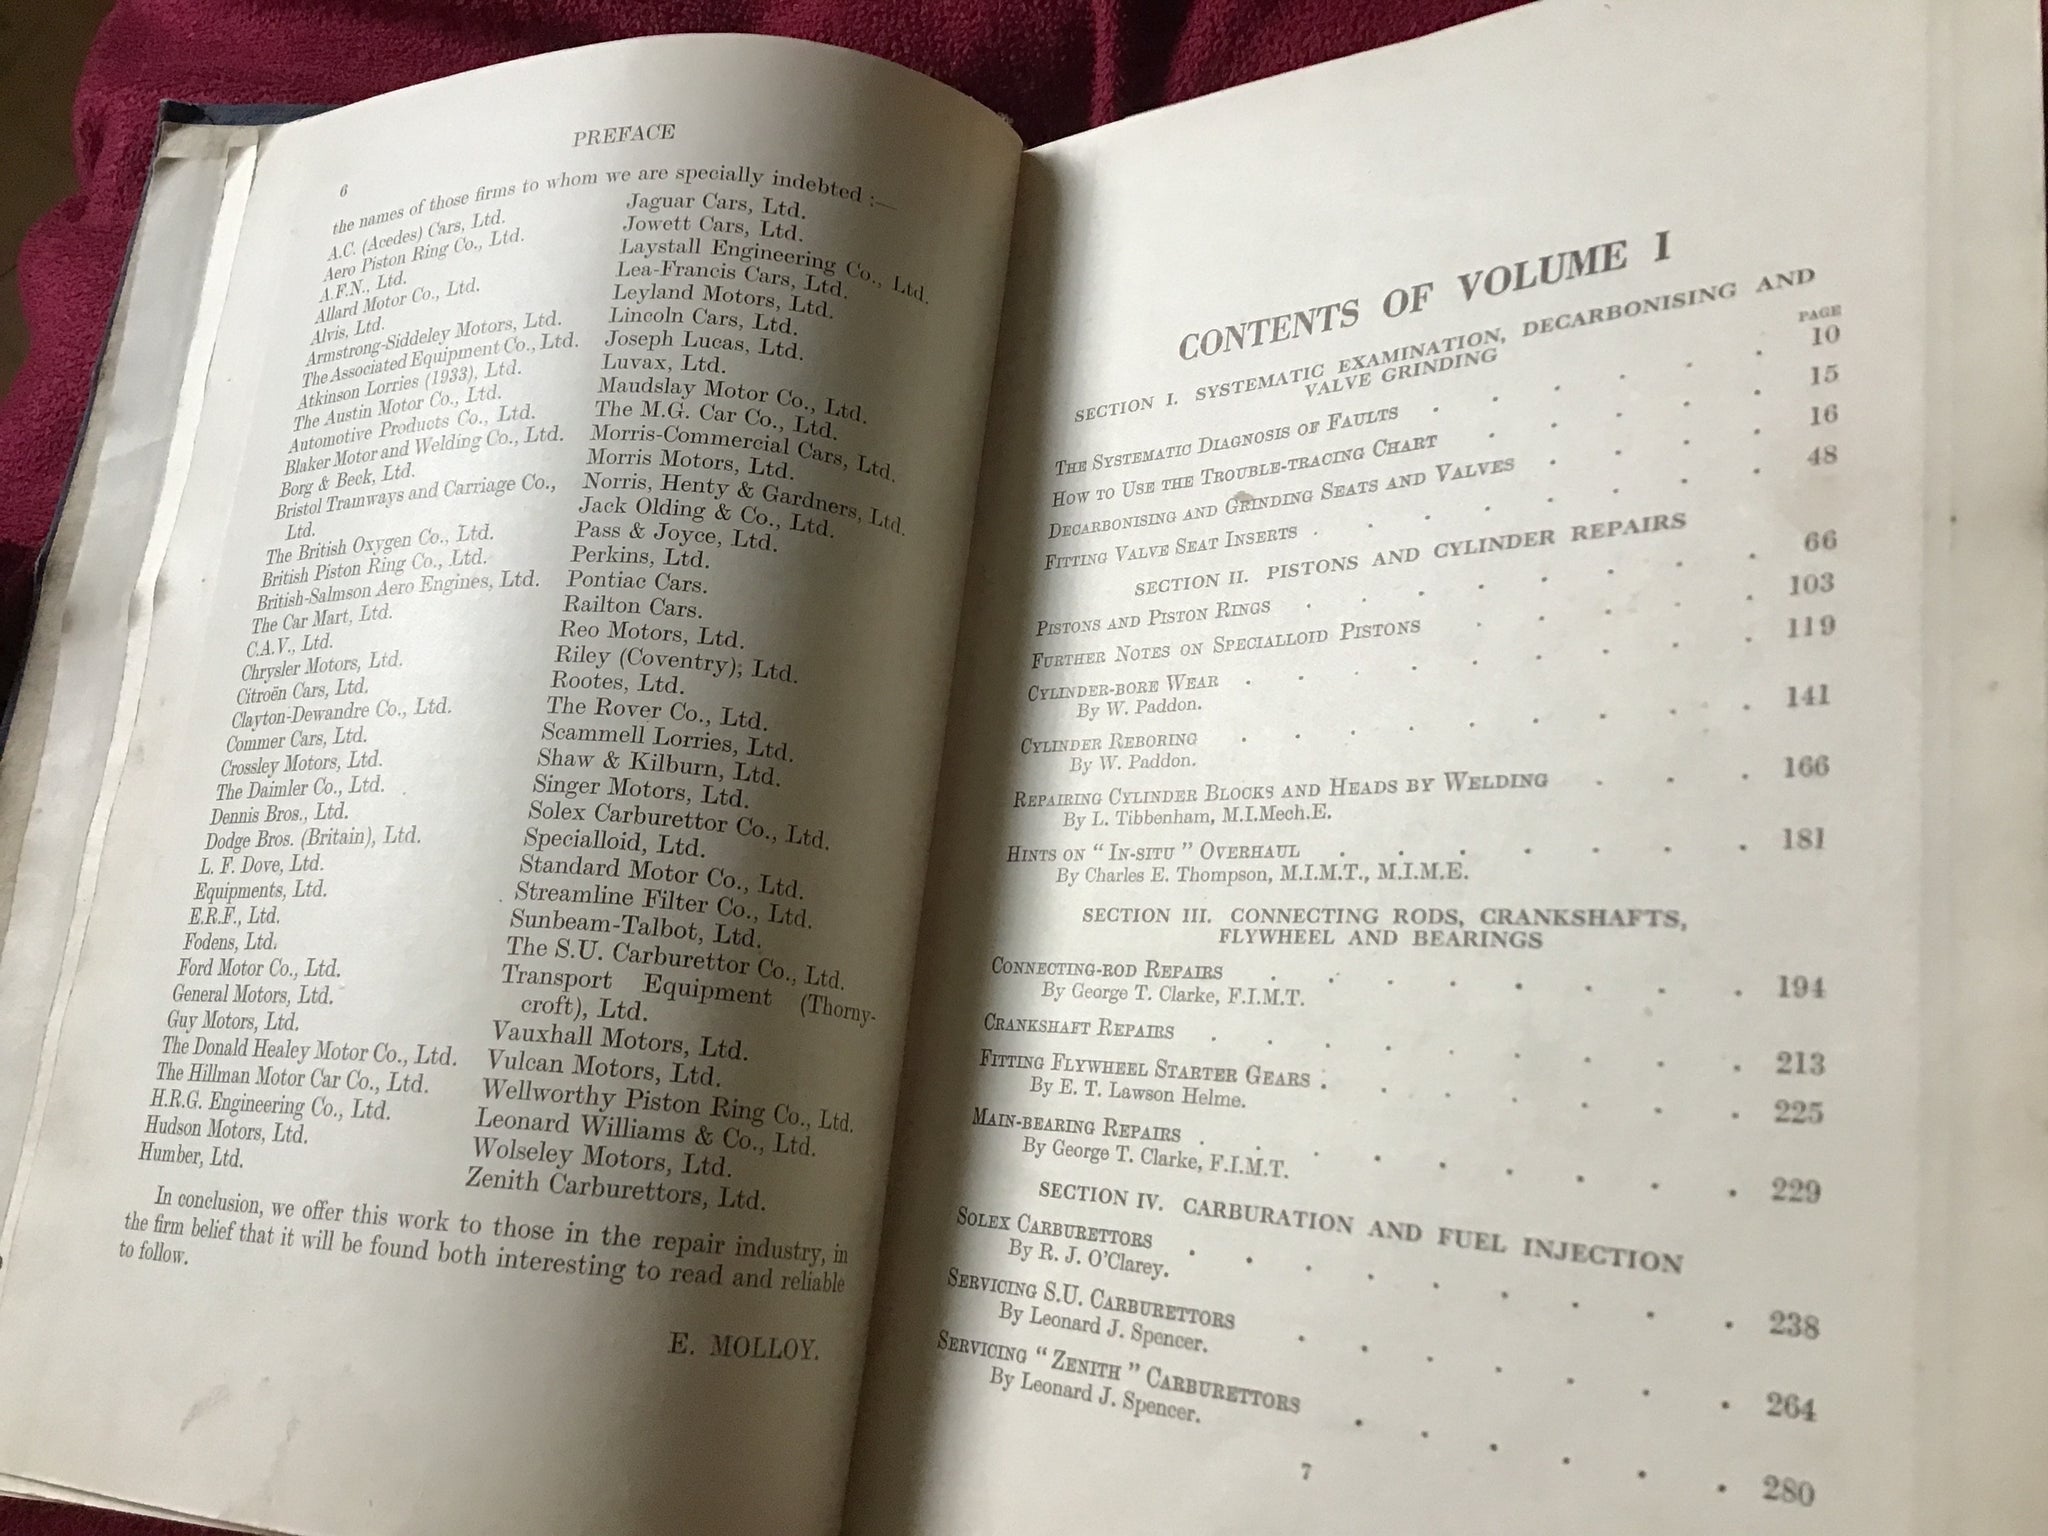 6
PREFACE
the names of those firms to whom we are specially indebted :—
A.C. (Acedes) Cars, Ltd.
Aero Piston Ring Co., Ltd.
A.F.N., Ltd.
Allard Motor Co., Ltd.
Alvis, Ltd.
Armstrong-Siddeley Motors, Ltd.
The Associated Equipment Co., Ltd.
Atkinson Lorries (1933), Ltd.
The Austin Motor Co., Ltd.
Automotive Products Co., Ltd.
Blaker Motor and Welding Co., Ltd.
Borg & Beck, Ltd.
Bristol Tramways and Carriage Co.,
Ltd.
The British Oxygen Co., Ltd.
British Piston Ring Co., Ltd.
British-Salmson Aero Engines, Ltd.
The Car Mart, Ltd.
C.A.V., Ltd.
Chrysler Motors, Ltd.
Citroën Cars, Ltd.
Clayton-Dewandre Co., Ltd.
Commer Cars, Ltd.
Crossley Motors, Ltd.
The Daimler Co., Ltd.
Dennis Bros., Ltd.
Dodge Bros. (Britain), Ltd.
L. F. Dove, Ltd.
Equipments, Ltd.
E.R.F., Ltd.
Fodens, Ltd.
Ford Motor Co., Ltd.
General Motors, Ltd.
Guy Motors, Ltd.
The Donald Healey Motor Co., Ltd.
The Hillman Motor Car Co., Ltd.
H.R.G. Engineering Co., Ltd.
Hudson Motors, Ltd.
Humber, Ltd.
Jaguar Cars, Ltd.
Jowett Cars, Ltd.
Laystall Engineering Co., Ltd.
Lea-Francis Cars, Ltd.
Leyland Motors, Ltd.
Lincoln Cars, Ltd.
Joseph Lucas, Ltd.
Luvax, Ltd.
Maudslay Motor Co., Ltd.
The M.G. Car Co., Ltd.
Morris-Commercial Cars, Ltd.
Morris Motors, Ltd.
Norris, Henty & Gardners, Ltd.
Jack Olding & Co., Ltd.
Pass & Joyce, Ltd.
Perkins, Ltd.
Pontiac Cars.
Railton Cars.
Reo Motors, Ltd.
Riley (Coventry), Ltd.
Rootes, Ltd.
The Rover Co., Ltd.
Scammell Lorries, Ltd.
Shaw & Kilburn, Ltd.
Singer Motors, Ltd.
Solex Carburettor Co., Ltd.
Specialloid, Ltd.
Standard Motor Co., Ltd.
Streamline Filter Co., Ltd.
Sunbeam-Talbot, Ltd.
The S.U. Carburettor Co., Ltd.
Transport Equipment (Thorny-
croft), Ltd.
Vauxhall Motors, Ltd.
Vulcan Motors, Ltd.
Wellworthy Piston Ring Co., Ltd.
Leonard Williams & Co., Ltd.
Wolseley Motors, Ltd.
Zenith Carburettors, Ltd.
In conclusion, we offer this work to those in the repair industry, in
the firm belief that it will be found both interesting to read and reliable
to follow.
E. MOLLOY.
CONTENTS OF VOLUME I
SECTION I. SYSTEMATIC EXAMINATION, DECARBONISING AND
VALVE GRINDING
PAGE
THE SYSTEMATIC DIAGNOSIS OF FAULTS . . . . . 10
HOW TO USE THE TROUBLE-TRACING CHART . . . . 15
DECARBONISING AND GRINDING SEATS AND VALVES . . . . 16
FITTING VALVE SEAT INSERTS . . . . . . . 48
SECTION II. PISTONS AND CYLINDER REPAIRS
PISTONS AND PISTON RINGS . . . . . . . 66
FURTHER NOTES ON SPECIALLOID PISTONS . . . . . 103
CYLINDER-BORE WEAR . . . . . . . . 119
By W. Paddon.
CYLINDER REBORING . . . . . . . . 141
By W. Paddon.
REPAIRING CYLINDER BLOCKS AND HEADS BY WELDING . . . 166
By L. Tibbenham, M.I.Mech.E.
HINTS ON “ IN-SITU ” OVERHAUL . . . . . . . 181
By Charles E. Thompson, M.I.M.T., M.I.M.E.
SECTION III. CONNECTING RODS, CRANKSHAFTS,
FLYWHEEL AND BEARINGS
CONNECTING-ROD REPAIRS . . . . . . . . 194
By George T. Clarke, F.I.M.T.
CRANKSHAFT REPAIRS . . . . . . . . 213
FITTING FLYWHEEL STARTER GEARS . . . . . . 225
By E. T. Lawson Helme.
MAIN-BEARING REPAIRS . . . . . . . . 229
By George T. Clarke, F.I.M.T.
SECTION IV. CARBURATION AND FUEL INJECTION
SOLEX CARBURETTORS . . . . . . . . 238
By R. J. O'Clarey.
SERVICING S.U. CARBURETTORS . . . . . . . 264
By Leonard J. Spencer.
SERVICING “ ZENITH ” CARBURETTORS . . . . . . 280
By Leonard J. Spencer.
7